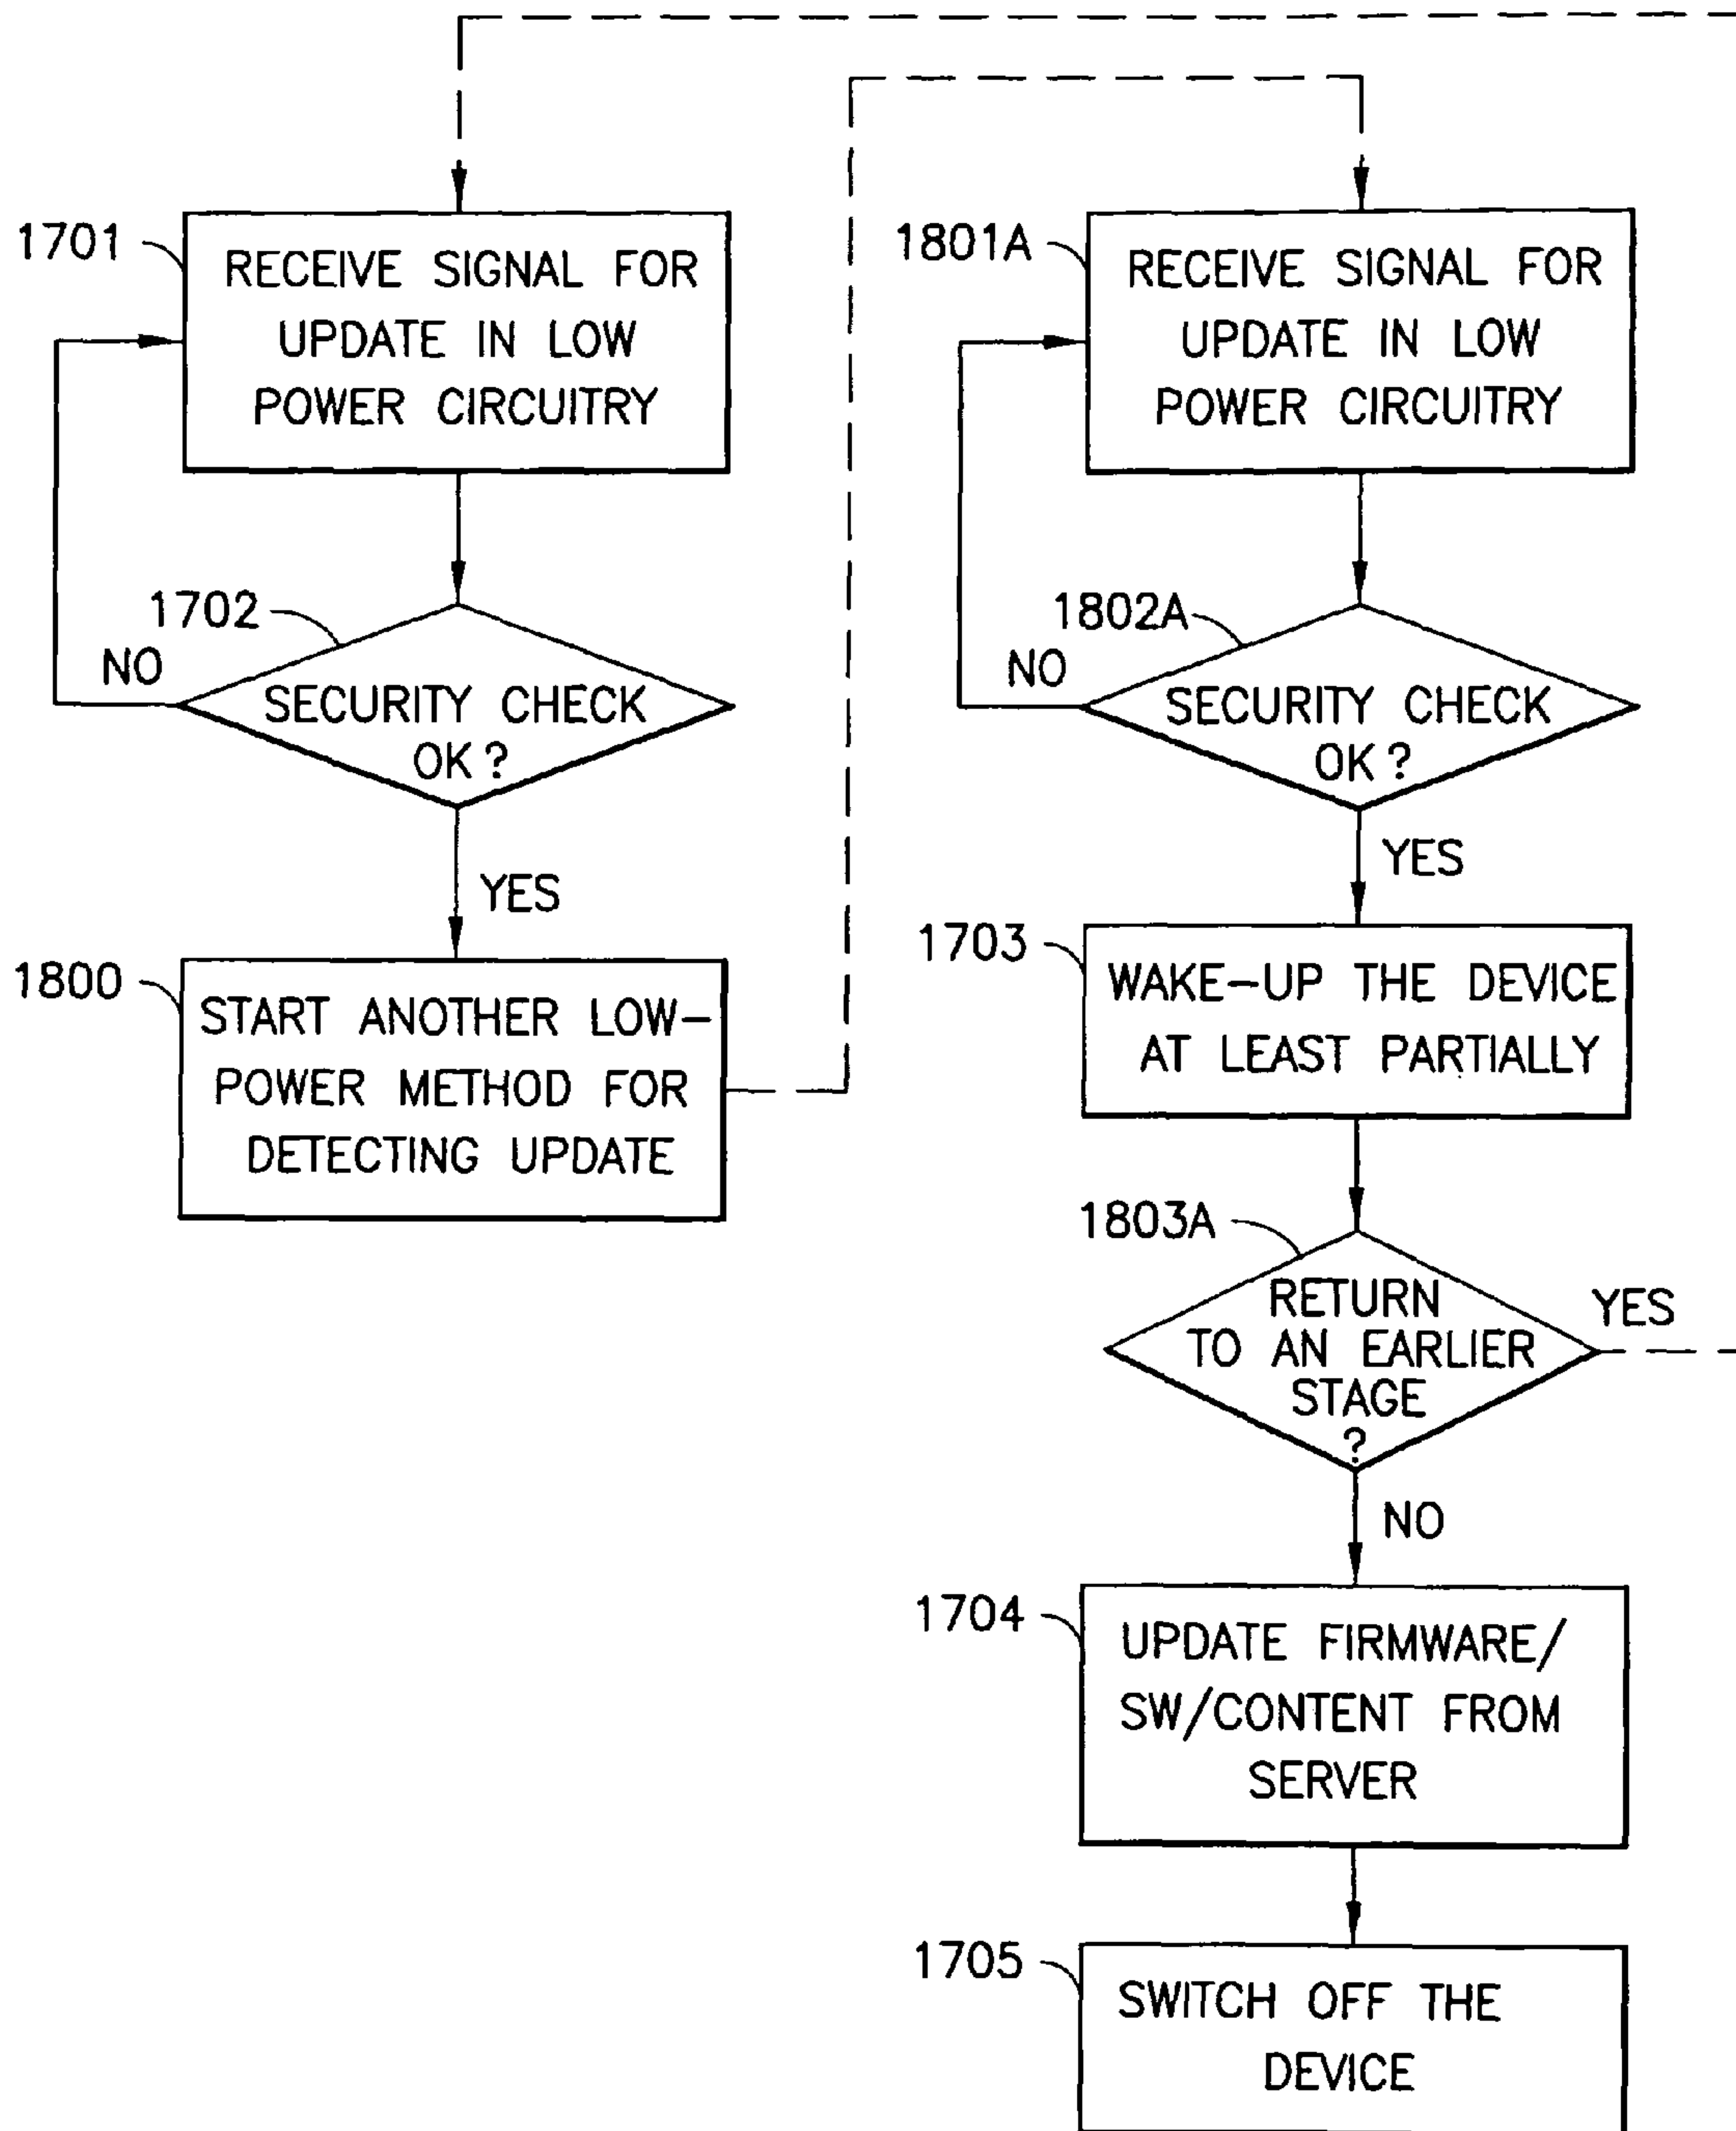 1701
RECEIVE SIGNAL FOR
UPDATE IN LOW
POWER CIRCUITRY
1702
NO
SECURITY CHECK
OK?
YES
1800
START ANOTHER LOW-
POWER METHOD FOR
DETECTING UPDATE
1801A
RECEIVE SIGNAL FOR
UPDATE IN LOW
POWER CIRCUITRY
1802A
NO
SECURITY CHECK
OK?
YES
1703
WAKE-UP THE DEVICE
AT LEAST PARTIALLY
1803A
RETURN
TO AN EARLIER
STAGE
?
YES
NO
1704
UPDATE FIRMWARE/
SW/CONTENT FROM
SERVER
1705
SWITCH OFF THE
DEVICE